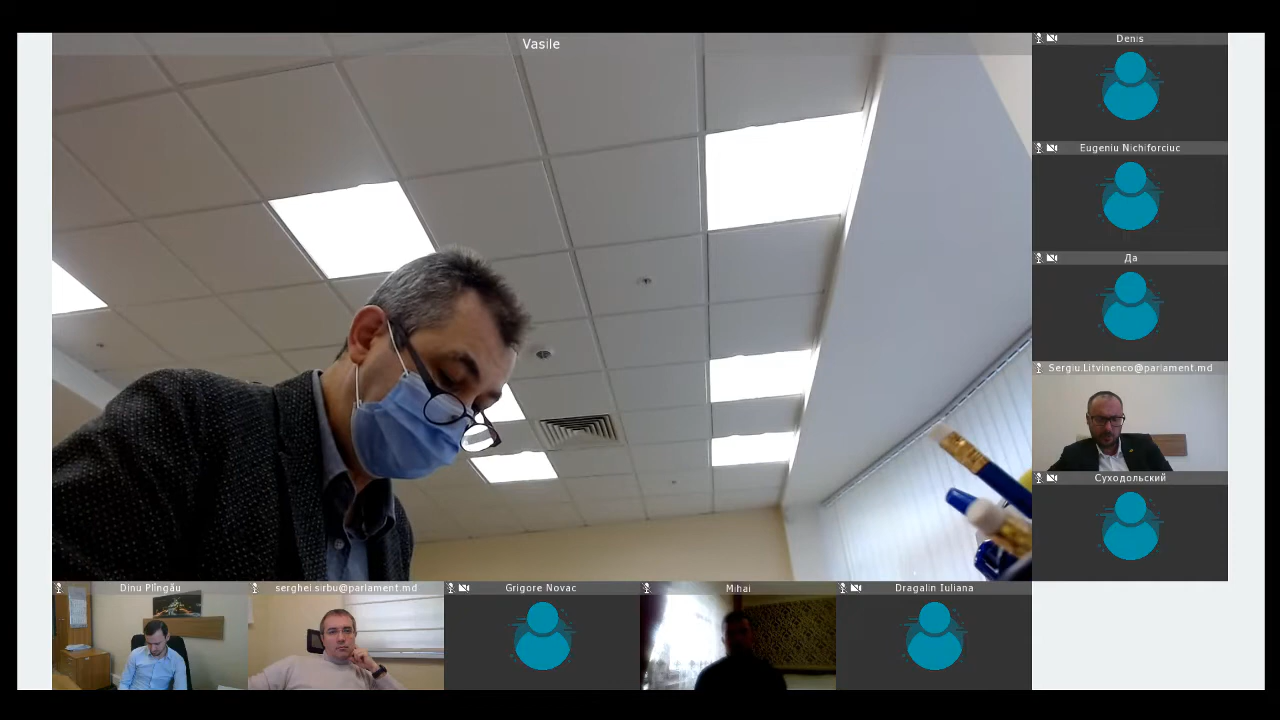 Vasile
Denis
Eugeniu Nichiforciuc
Да
Sergiu.Litvinenco@parlament.md
Суходольский
Dinu Plîngău
serghei.sirbu@parlament.md
Grigore Novac
Mihai
Dragalin Iuliana